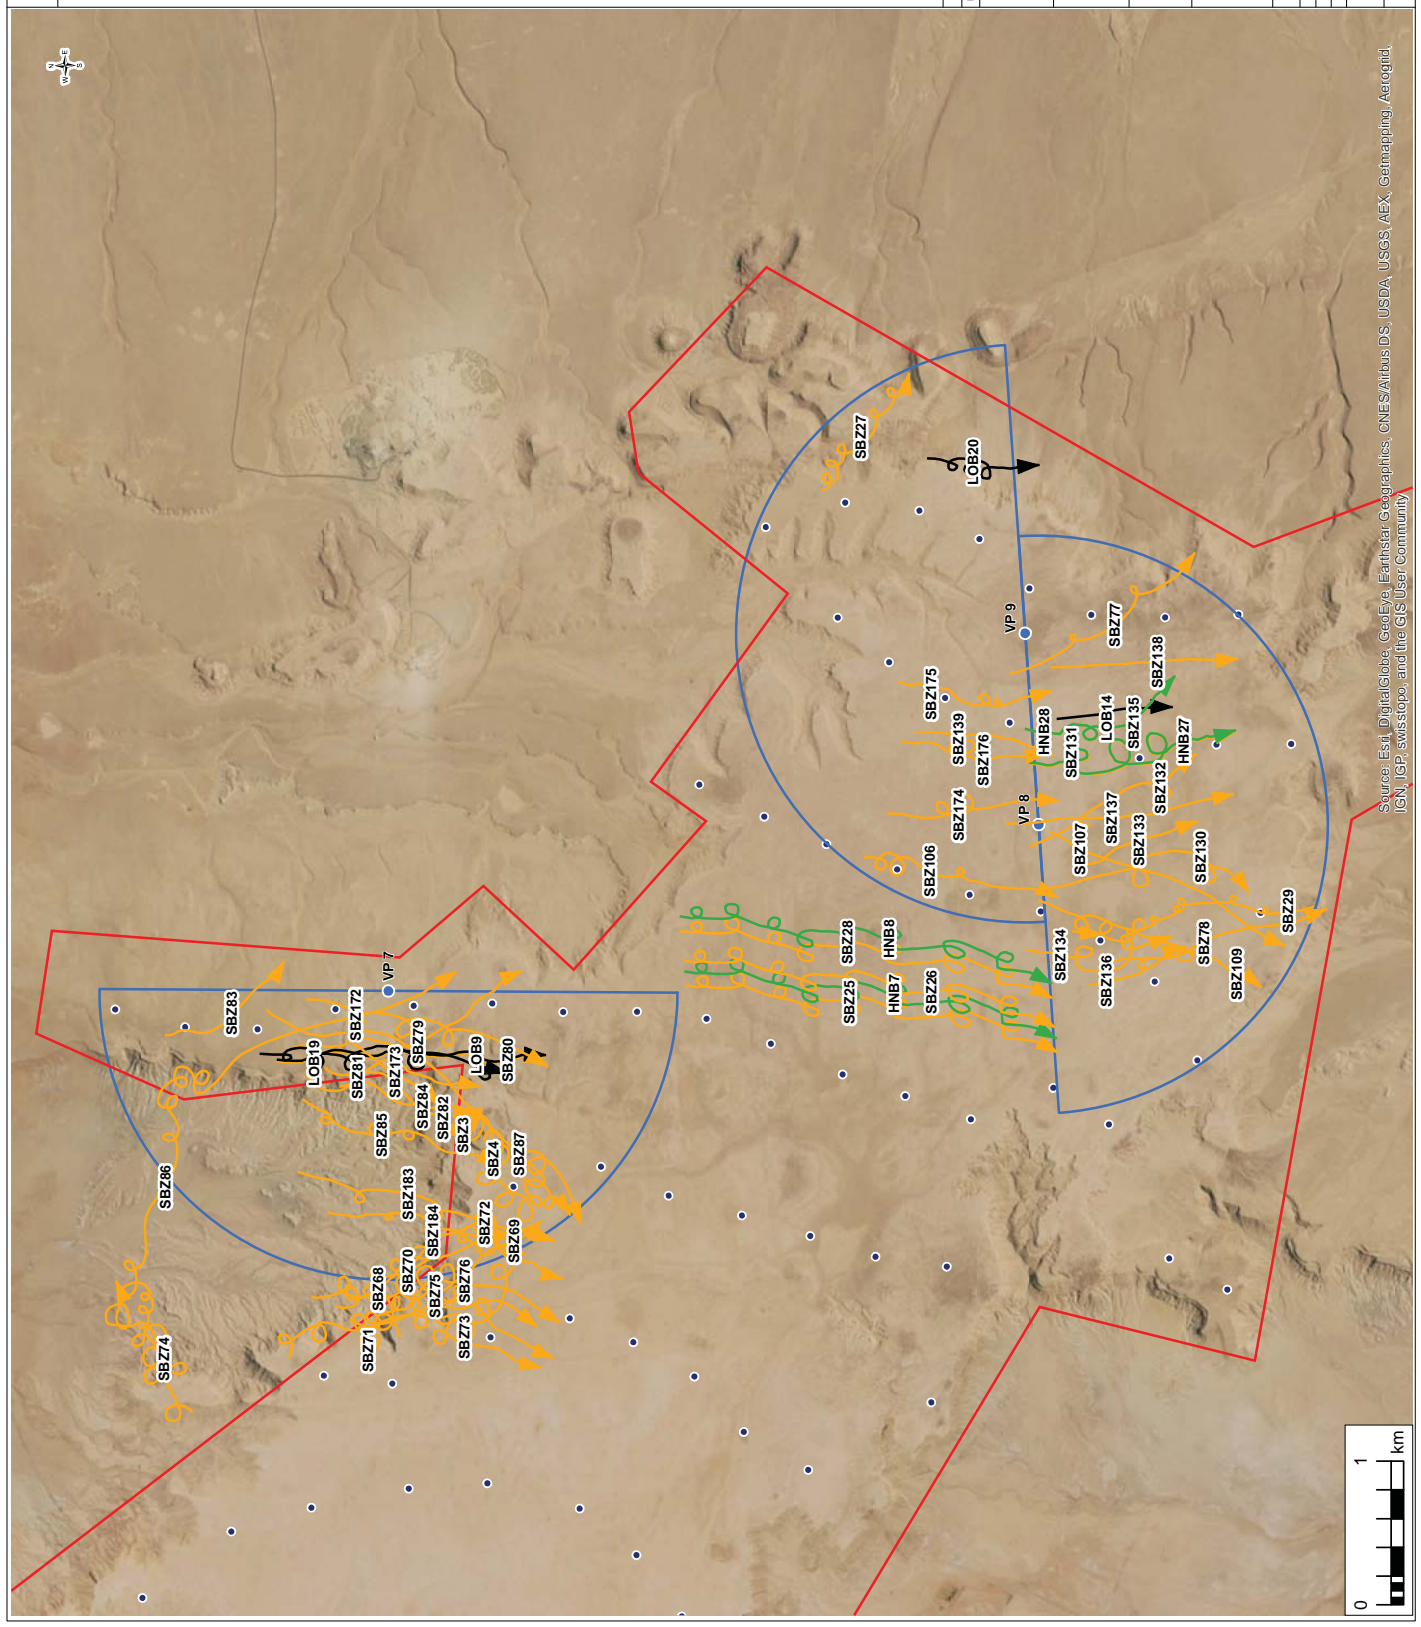 N
E
S
W
SBZ83
SBZ172
VP 7
LOB19
SBZ81
SBZ173
SBZ79
LOB9
SBZ80
SBZ84
SBZ82
SBZ85
SBZ3
SBZ4
SBZ87
SBZ86
SBZ183
SBZ184
SBZ72
SBZ69
SBZ70
SBZ68
SBZ75
SBZ76
SBZ71
SBZ73
SBZ74
SBZ27
LOB20
VP 9
SBZ77
SBZ138
SBZ175
SBZ139
SBZ176
HNB28
SBZ131
LOB14
SBZ135
HNB27
SBZ174
VP 8
SBZ132
SBZ137
SBZ107
SBZ133
SBZ130
SBZ106
SBZ29
SBZ28
HNB8
SBZ134
SBZ78
SBZ136
SBZ109
SBZ25
HNB7
SBZ26
Source: Esri, DigitalGlobe, GeoEye, Earthstar Geographics, CNES/Airbus DS, USDA, USGS, AEX, Getmapping, Aerogrid,
IGN, IGP, swisstopo, and the GIS User Community
0 1
km